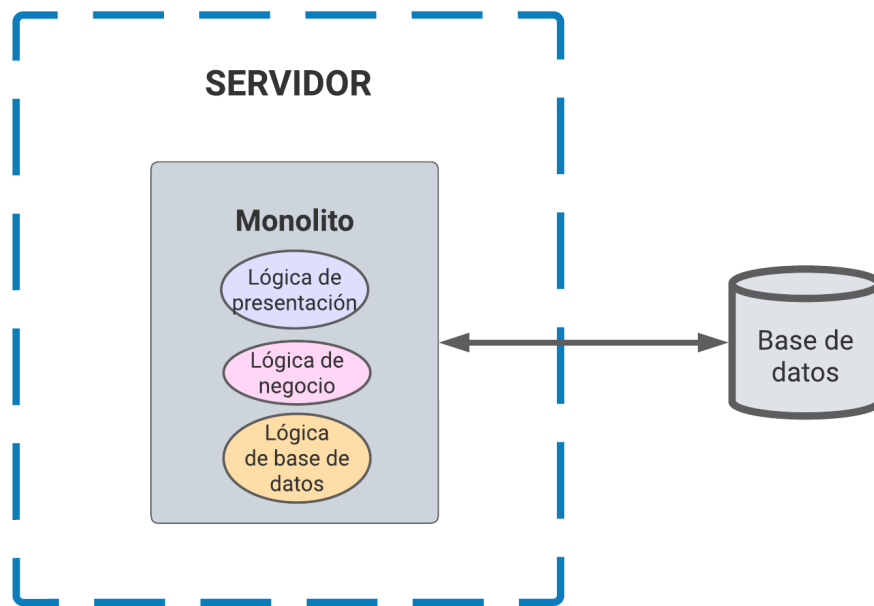 SERVIDOR
Monolito
Lógica de
presentación
Lógica de
negocio
Lógica
de base de
datos
Base de
datos